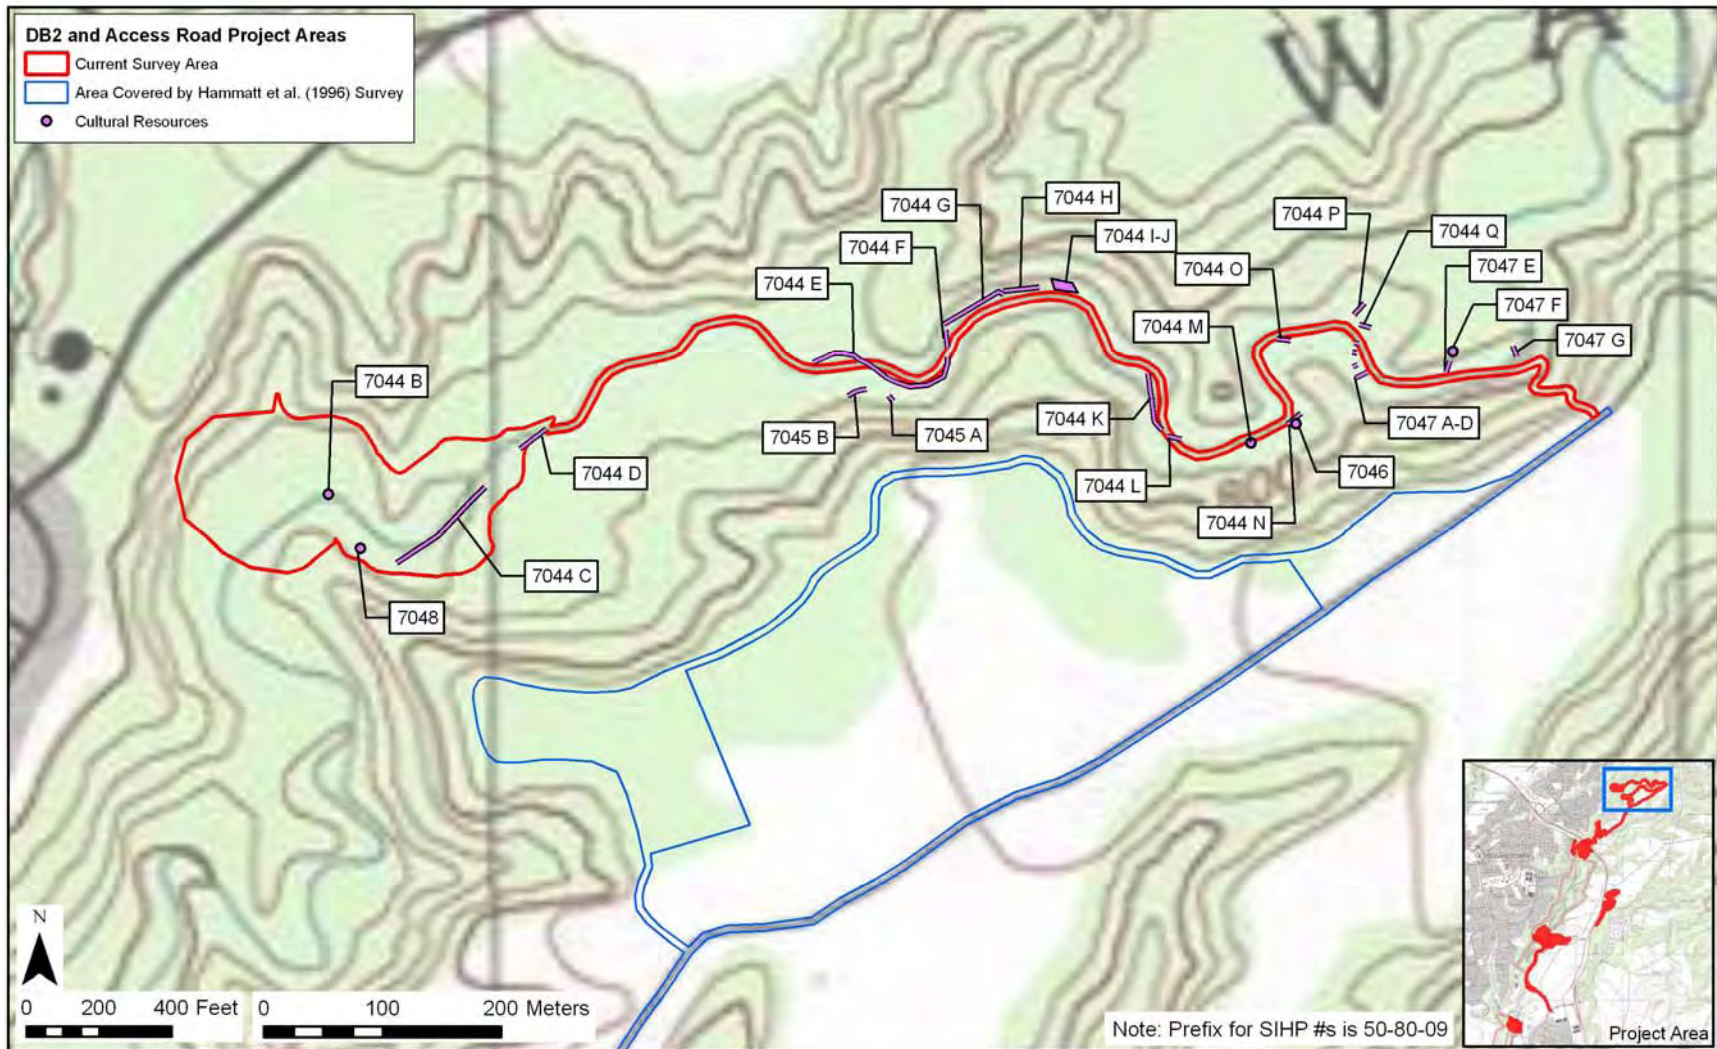 DB2 and Access Road Project Areas
Current Survey Area
Area Covered by Hammatt et al. (1996) Survey
Cultural Resources
W
7044 G
7044 H
7044 P
7044 F
7044 I-J
7044 Q
7044 O
7047 E
7044 E
7047 F
7044 M
7047 G
7044 B
7044 K
7045 B
7045 A
7047 A-D
7044 D
7044 L
7046
7044 N
7044 C
7048
N
0 200 400 Feet
0 100 200 Meters
Note: Prefix for SIHP #s is 50-80-09
Project Area